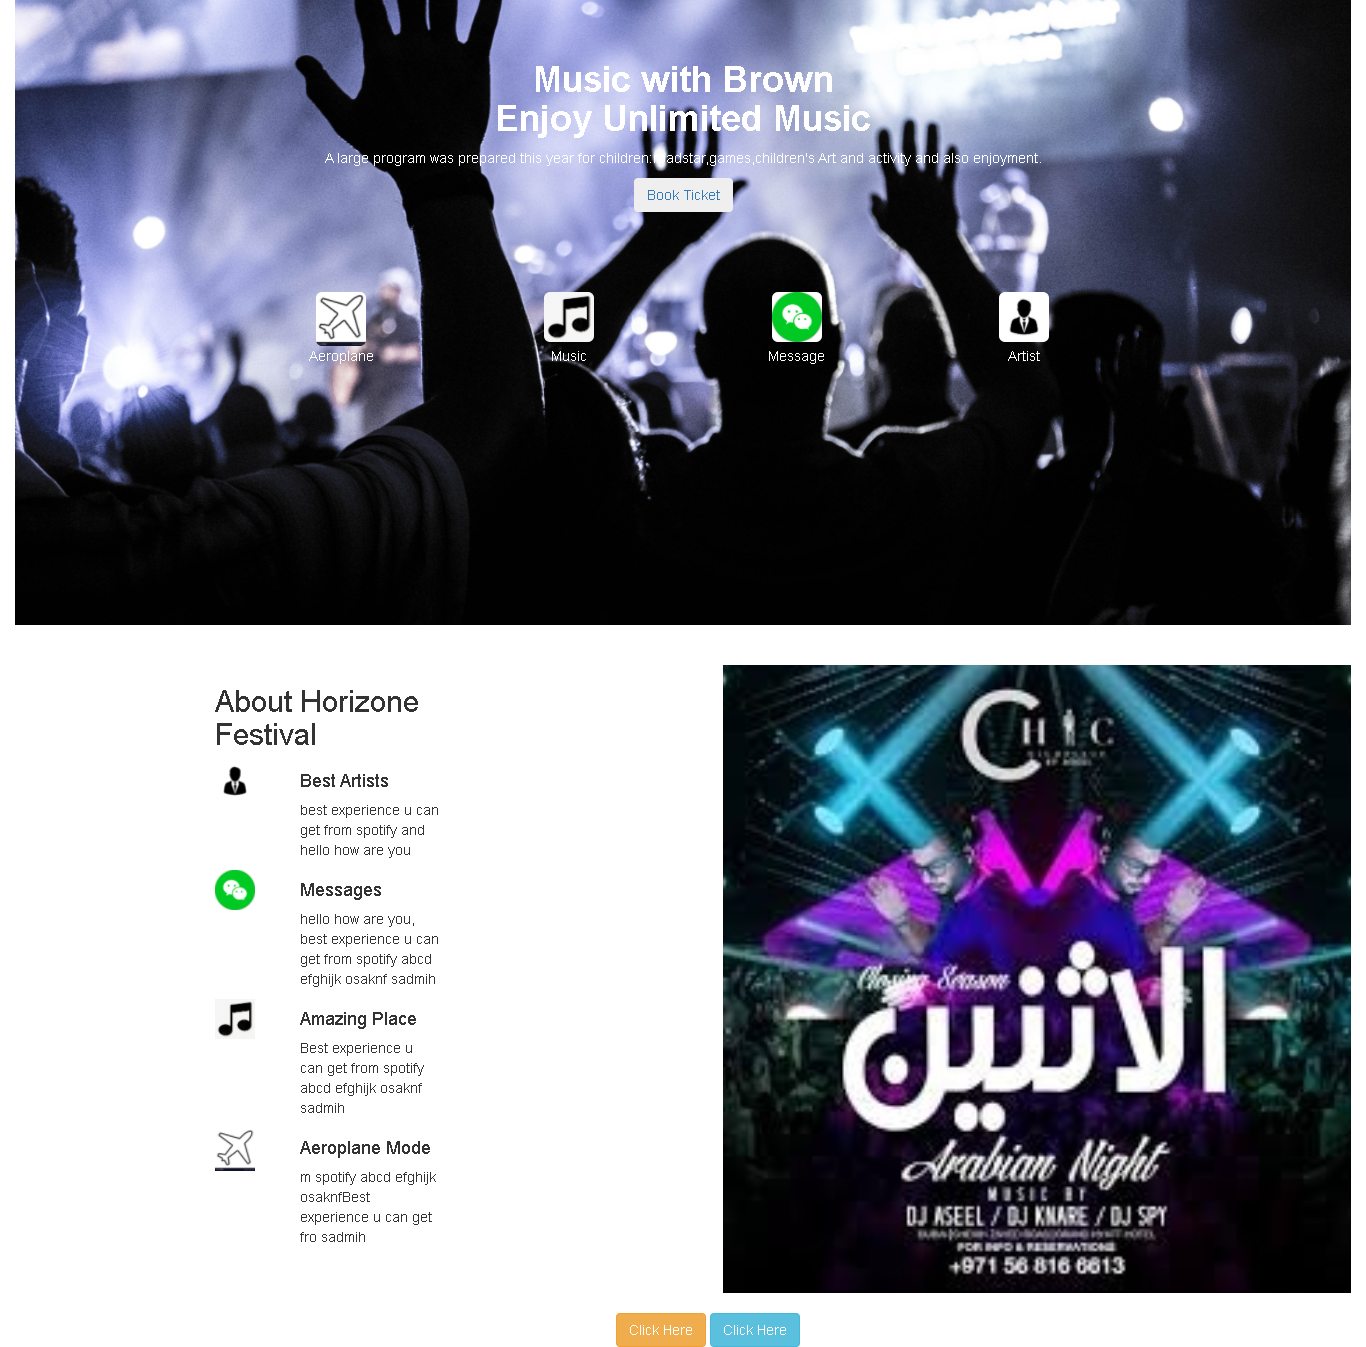 Music with Brown
Enjoy Unlimited Music
A large program was prepared this year for children: games,children's Art and activity and also enjoyment.
Book Ticket
Aeroplane
Music
Message
Artist
About Horizone
Festival
Best Artists
best experience u can
get from spotify and
hello how are you
Messages
hello how are you,
best experience u can
get from spotify abcd
efghijk osaknf sadmih
Amazing Place
Best experience u
can get from spotify
abcd efghijk osaknf
sadmih
Aeroplane Mode
m spotify abcd efghijk
osaknfBest
experience u can get
fro sadmih
CHIC
Closing Season
الاثنين
Arabian Night
MUSIC BY
DJ ASEEL / DJ KNARE / DJ SPY
FOR INFO & RESERVATIONS
+971 56 816 6613
Click Here
Click Here